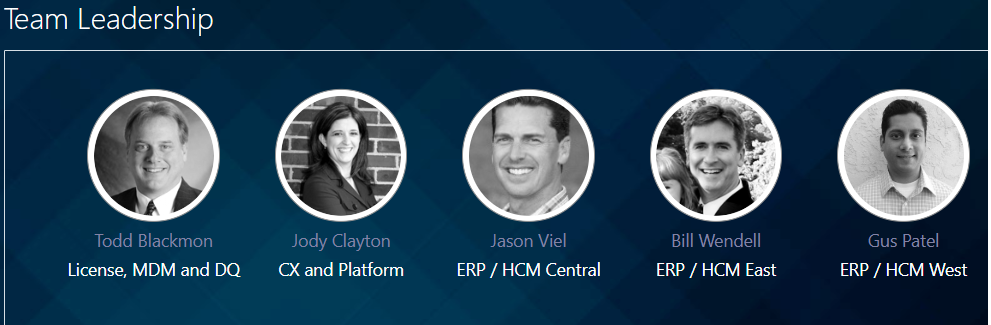 Team Leadership
Todd Blackmon
License, MDM and DQ
Jody Clayton
CX and Platform
Jason Viel
ERP / HCM Central
Bill Wendell
ERP / HCM East
Gus Patel
ERP / HCM West